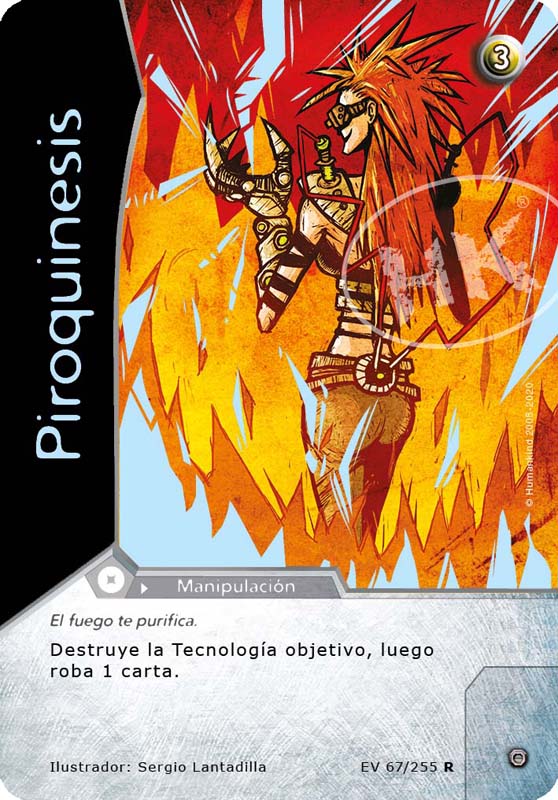 3
Piroquinesis
HK®
© Humankind 2008-2020
Manipulación
El fuego te purifica.
Destruye la Tecnología objetivo, luego
roba 1 carta.
Ilustrador: Sergio Lantadilla
EV 67/255 R
e